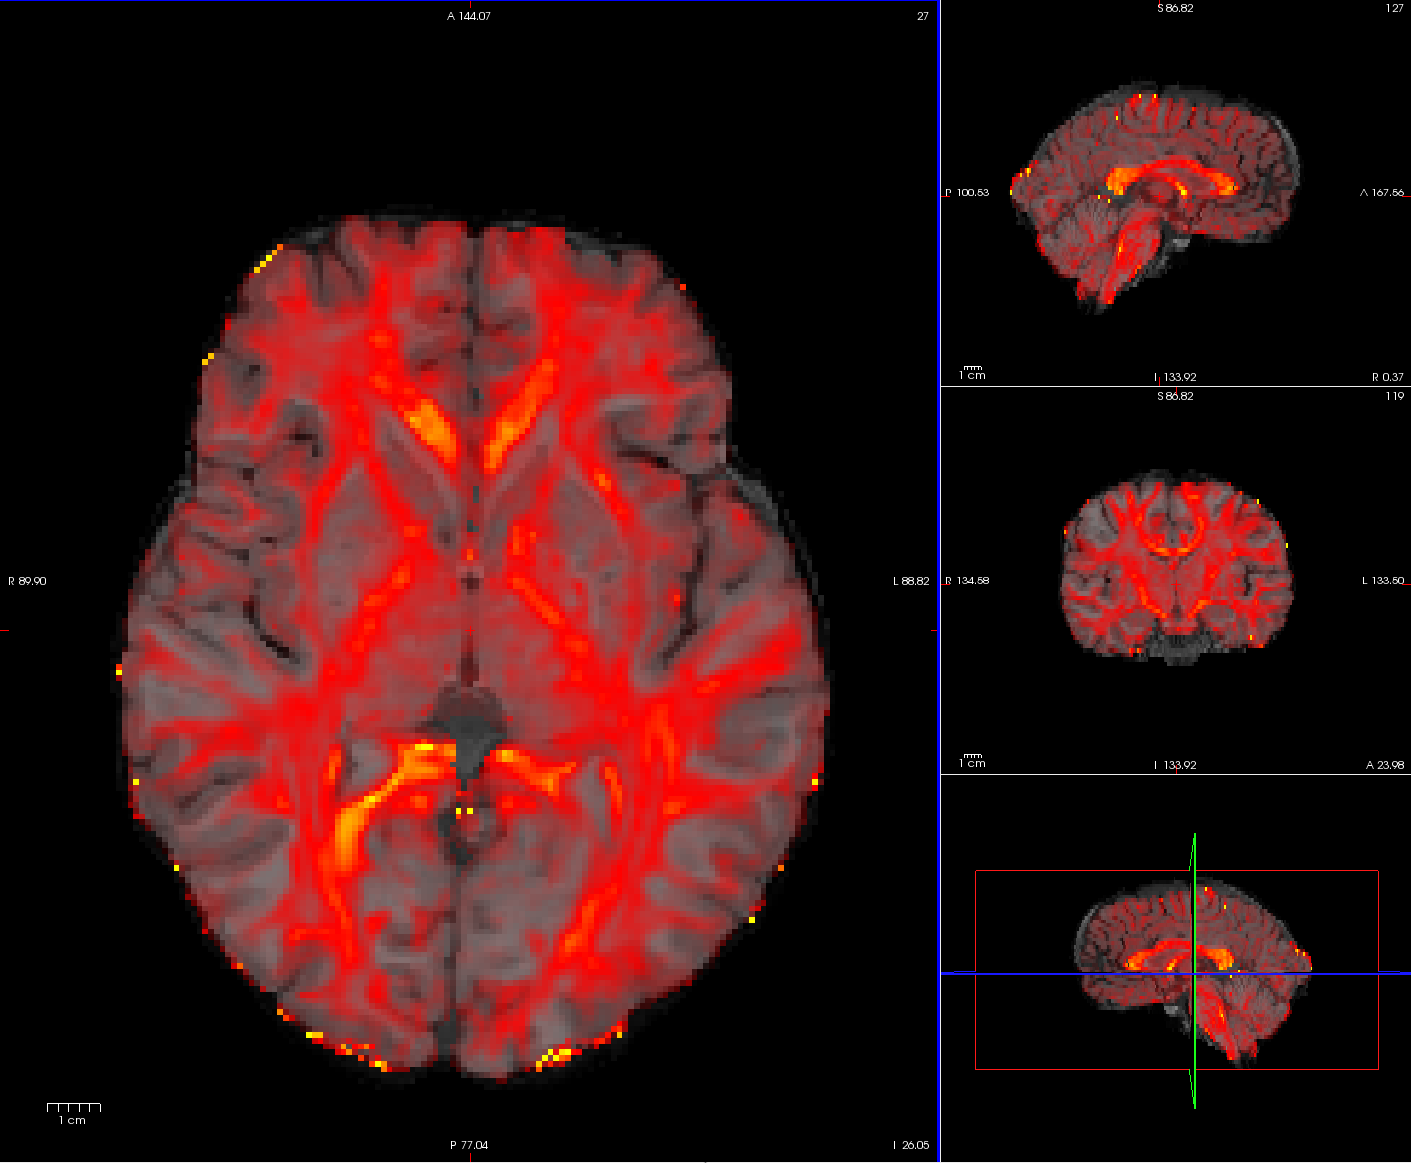 A 144.07
27
R 89.90
L 88.82
1 cm
P 77.04
I 26.05
S 86.82
127
P 100.53
A 167.56
1 cm
I 133.92
R 0.37
S 86.82
119
R 134.58
L 133.50
1 cm
I 133.92
A 23.98